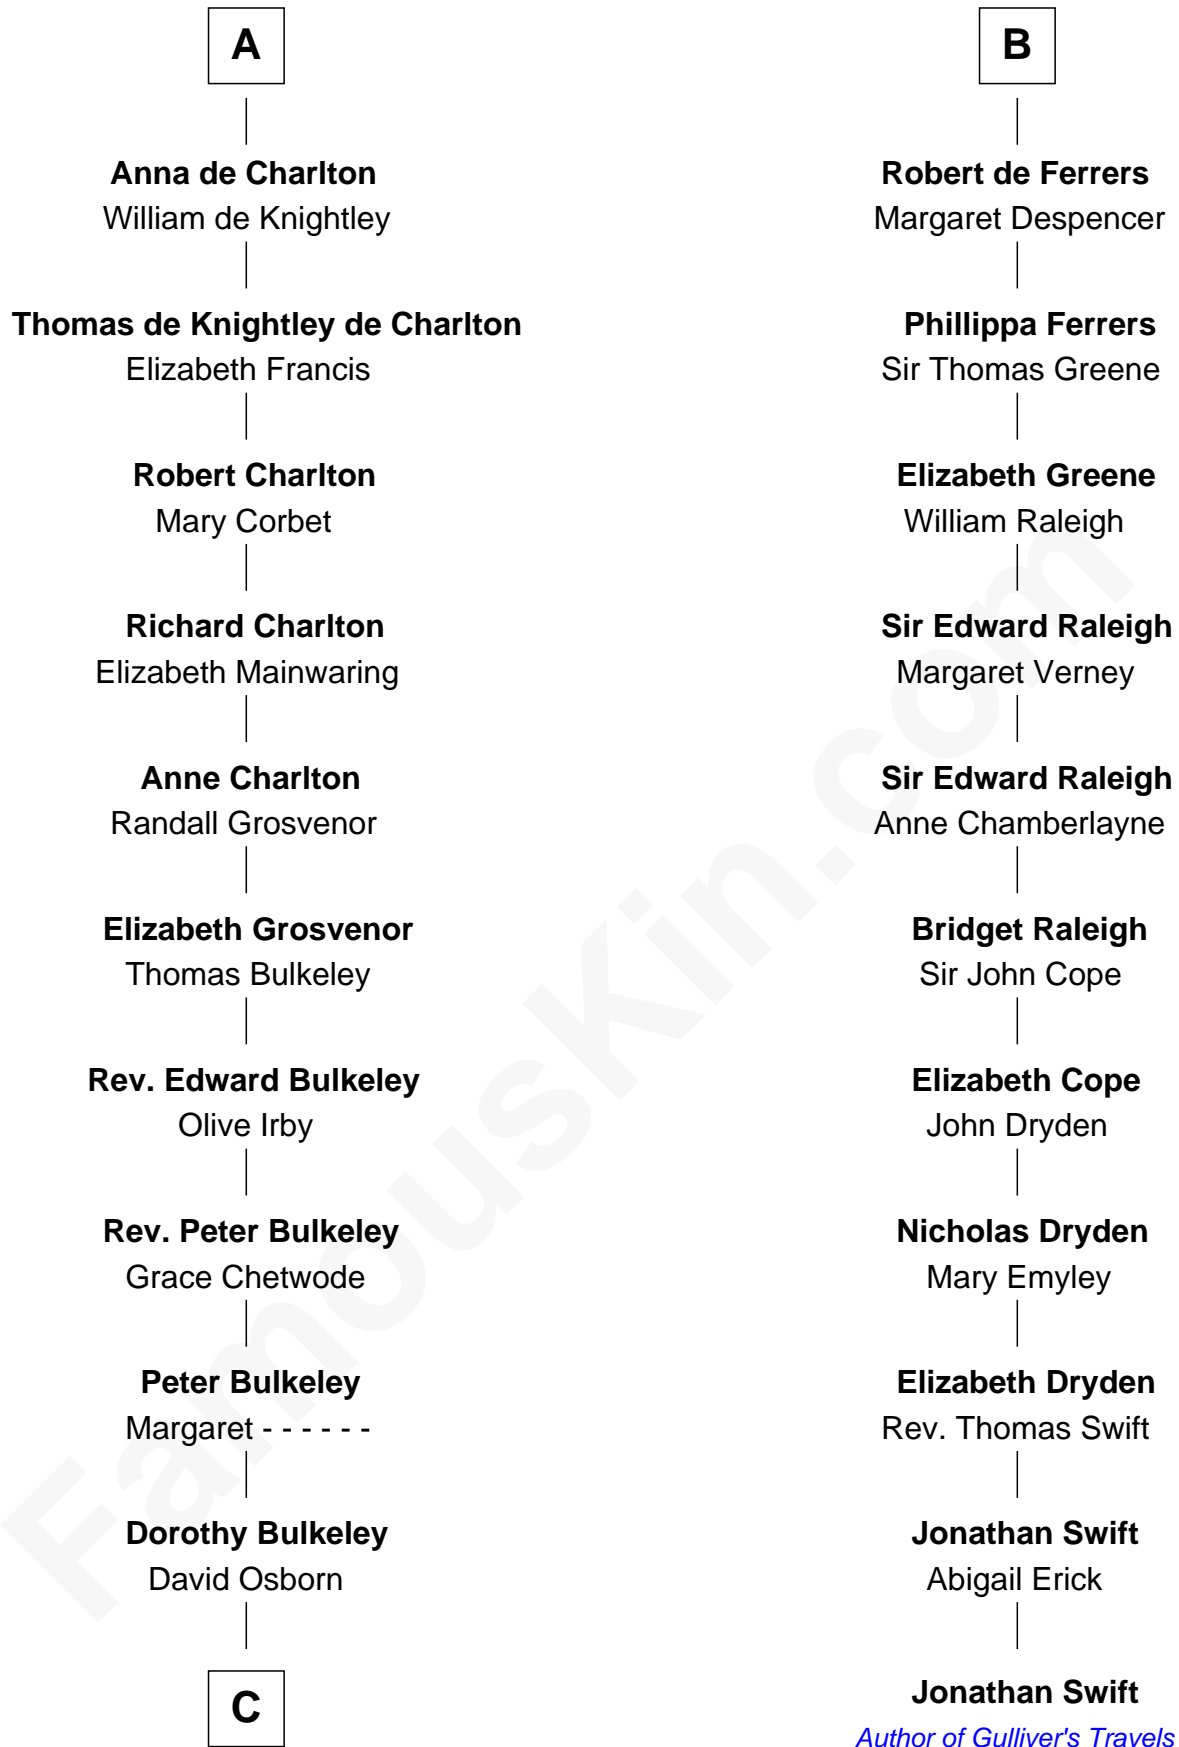 A
Anna de Charlton
William de Knightley
Thomas de Knightley de Charlton
Elizabeth Francis
Robert Charlton
Mary Corbet
Richard Charlton
Elizabeth Mainwaring
Anne Charlton
Randall Grosvenor
Elizabeth Grosvenor
Thomas Bulkeley
Rev. Edward Bulkeley
Olive Irby
Rev. Peter Bulkeley
Grace Chetwode
Peter Bulkeley
Margaret - - - - - -
Dorothy Bulkeley
David Osborn
C
B
Robert de Ferrers
Margaret Despencer
Phillippa Ferrers
Sir Thomas Greene
Elizabeth Greene
William Raleigh
Sir Edward Raleigh
Margaret Verney
Sir Edward Raleigh
Anne Chamberlayne
Bridget Raleigh
Sir John Cope
Elizabeth Cope
John Dryden
Nicholas Dryden
Mary Emyley
Elizabeth Dryden
Rev. Thomas Swift
Jonathan Swift
Abigail Erick
Jonathan Swift
Author of Gulliver's Travels
FamousKin.com